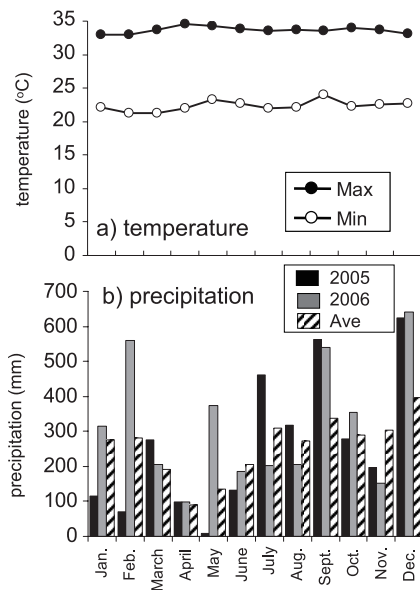 35
30
25
20
15
10
5
0
temperature (°C)
Max
Min
a) temperature
b) precipitation
2005
2006
Ave
700
600
500
400
300
200
100
0
precipitation (mm)
Jan.
Feb.
March
April
May
June
July
Aug.
Sept.
Oct.
Nov.
Dec.